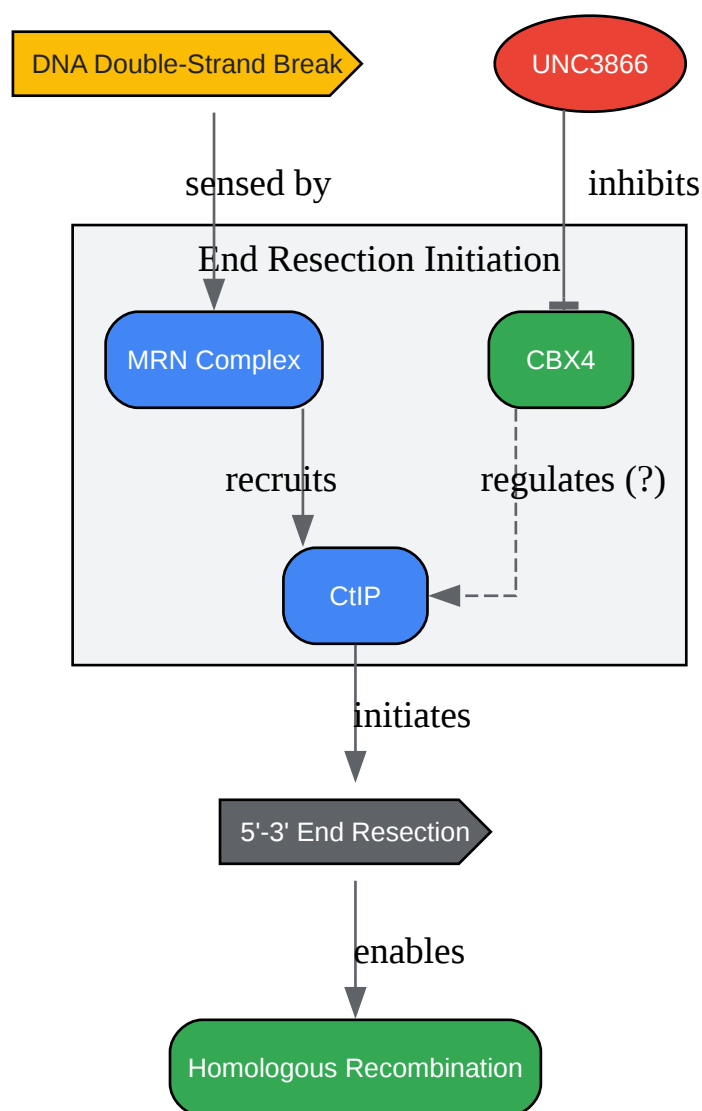 DNA Double-Strand Break
UNC3866
sensed by
inhibits
End Resection Initiation
MRN Complex
CBX4
recruits
regulates (?)
CtIP
initiates
5'-3' End Resection
enables
Homologous Recombination